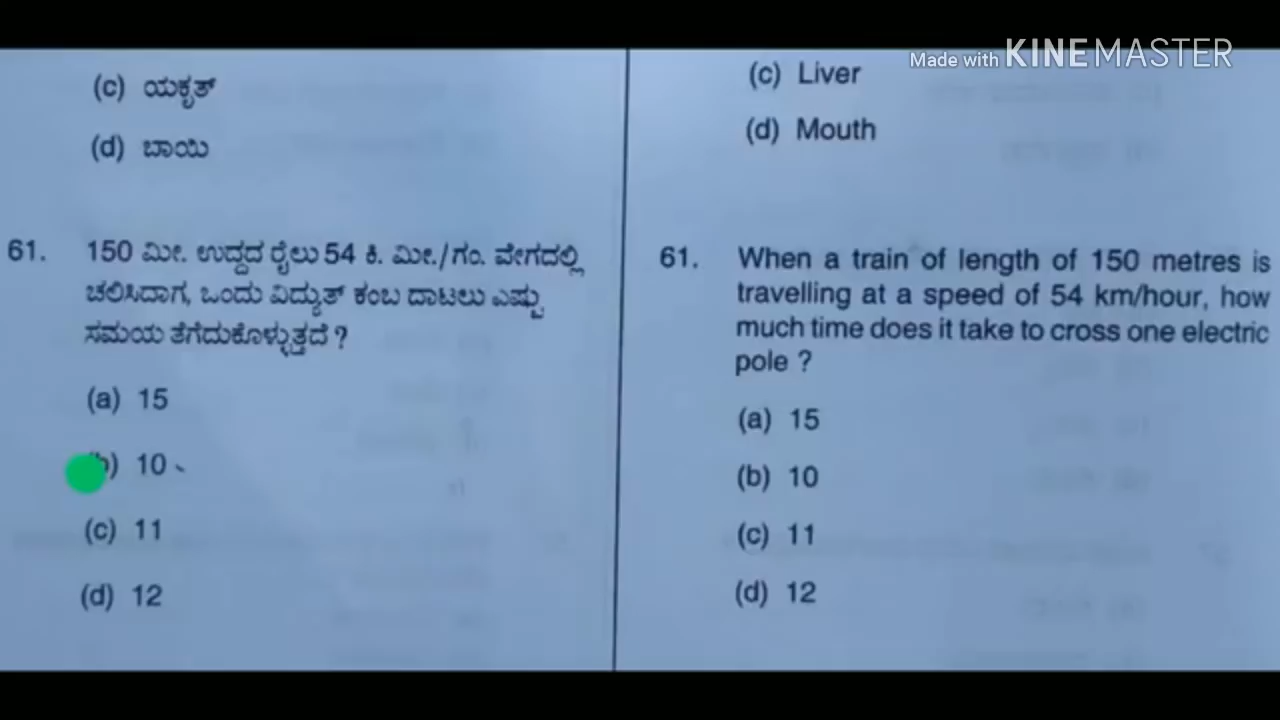 Made with KINEMASTER
(c) ಯಕೃತ್
(d) ಬಾಯಿ
61. 150 ಮೀ. ಉದ್ದದ ರೈಲು 54 ಕಿ. ಮೀ./ಗಂ. ವೇಗದಲ್ಲಿ
ಚಲಿಸಿದಾಗ, ಒಂದು ವಿದ್ಯುತ್ ಕಂಬ ದಾಟಲು ಎಷ್ಟು
ಸಮಯ ತೆಗೆದುಕೊಳ್ಳುತ್ತದೆ ?
(a) 15
b) 10
(c) 11
(d) 12
(c) Liver
(d) Mouth
61. When a train of length of 150 metres is
travelling at a speed of 54 km/hour, how
much time does it take to cross one electric
pole ?
(a) 15
(b) 10
(c) 11
(d) 12